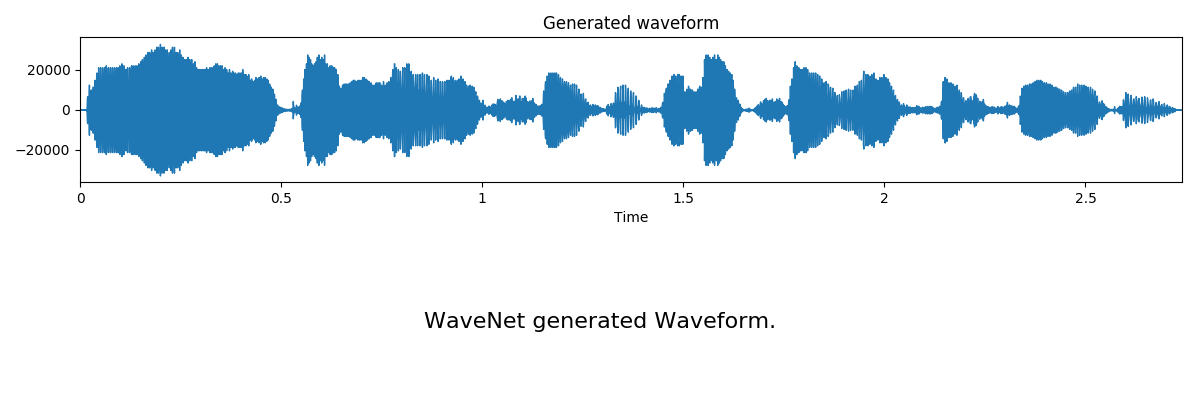 Generated waveform
20000
0
−20000
0 0.5 1 1.5 2 2.5
Time
WaveNet generated Waveform.